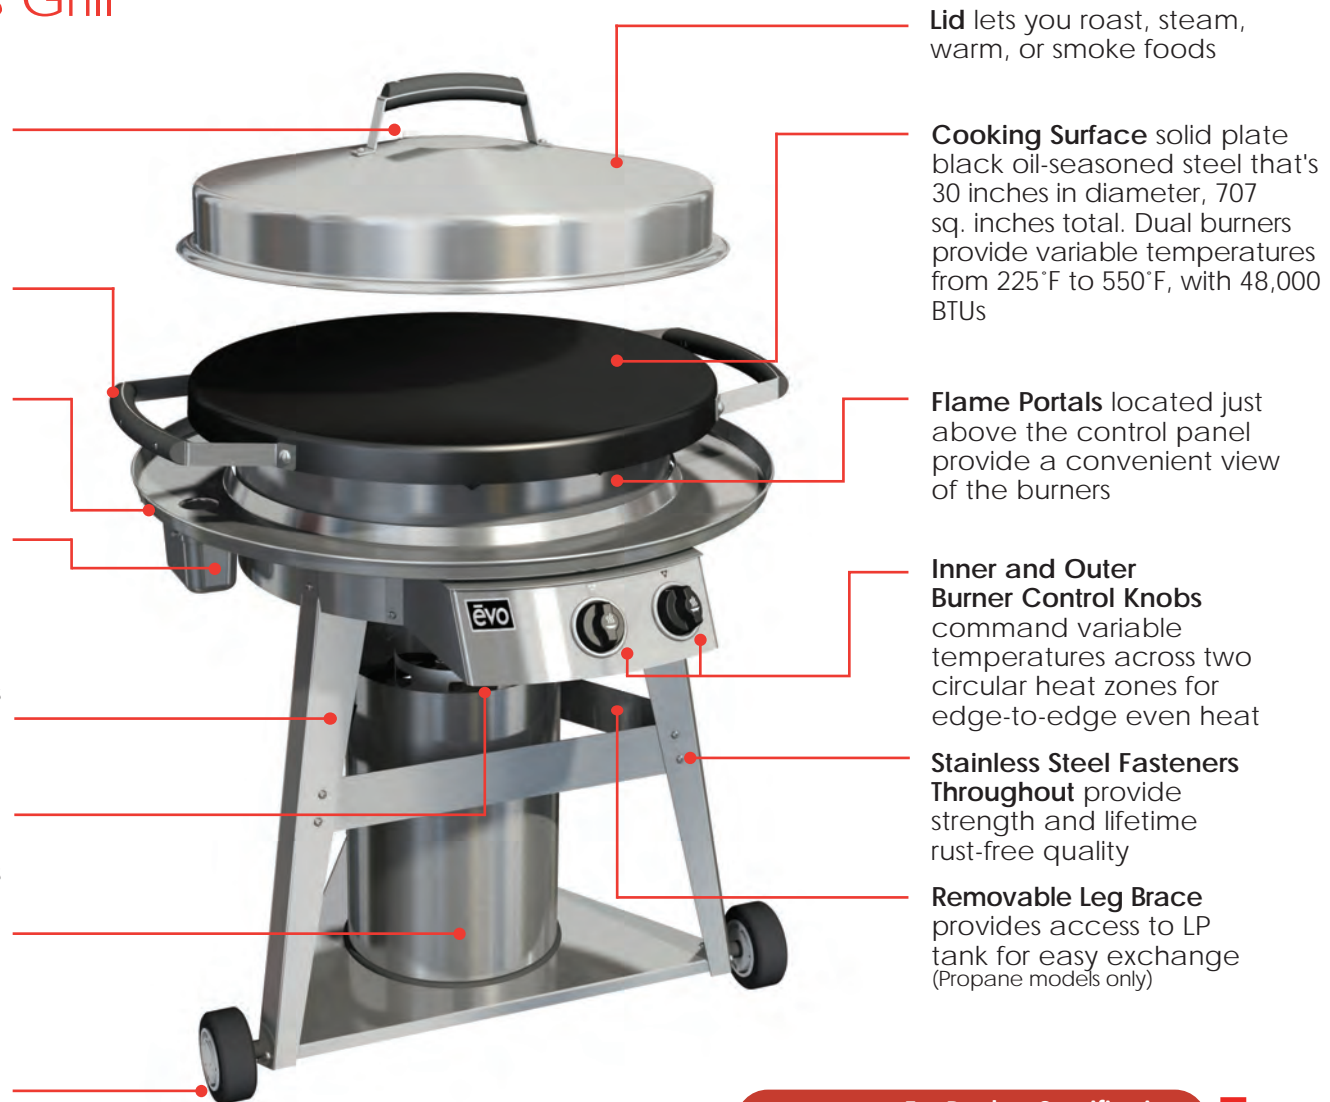 Grill
Lid lets you roast, steam,
warm, or smoke foods
Cooking Surface solid plate
black oil-seasoned steel that's
30 inches in diameter, 707
sq. inches total. Dual burners
provide variable temperatures
from 225˚F to 550˚F, with 48,000
BTUs
Flame Portals located just
above the control panel
provide a convenient view
of the burners
Inner and Outer
Burner Control Knobs
command variable
temperatures across two
circular heat zones for
edge-to-edge even heat
Stainless Steel Fasteners
Throughout provide
strength and lifetime
rust-free quality
Removable Leg Brace
provides access to LP
tank for easy exchange
(Propane models only)
ēvo